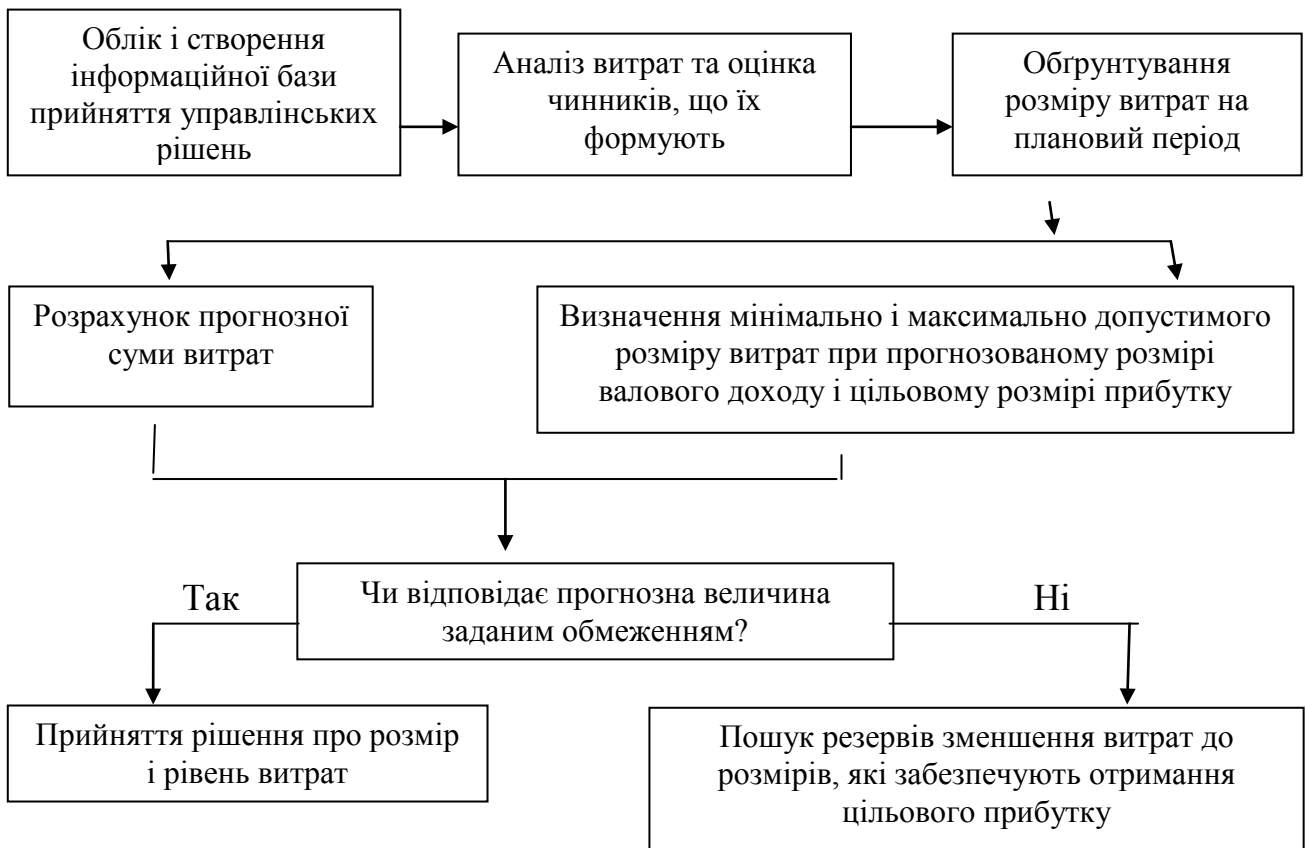 Облік і створення
інформаційної бази
прийняття управлінських
рішень
Аналіз витрат та оцінка
чинників, що їх
формують
Обґрунтування
розміру витрат на
плановий період
Розрахунок прогнозної
суми витрат
Визначення мінімально і максимально допустимого
розміру витрат при прогнозованому розмірі
валового доходу і цільовому розмірі прибутку
Так
Чи відповідає прогнозна величина
заданим обмеженням?
Ні
Прийняття рішення про розмір
і рівень витрат
Пошук резервів зменшення витрат до
розмірів, які забезпечують отримання
цільового прибутку